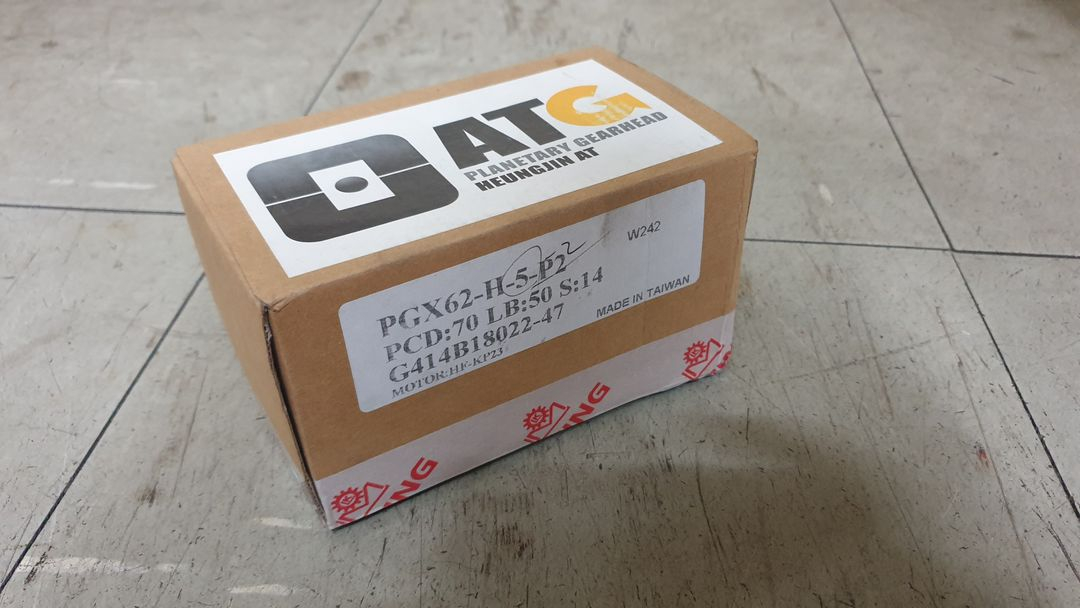 ATG
PLANETARY GEARHEAD
HEUNGJIN AT
W242
PGX62-H-5-P2
PCD:70 LB:50 S:14
G414B18022-47
MOTOR:HF-KP23
MADE IN TAIWAN